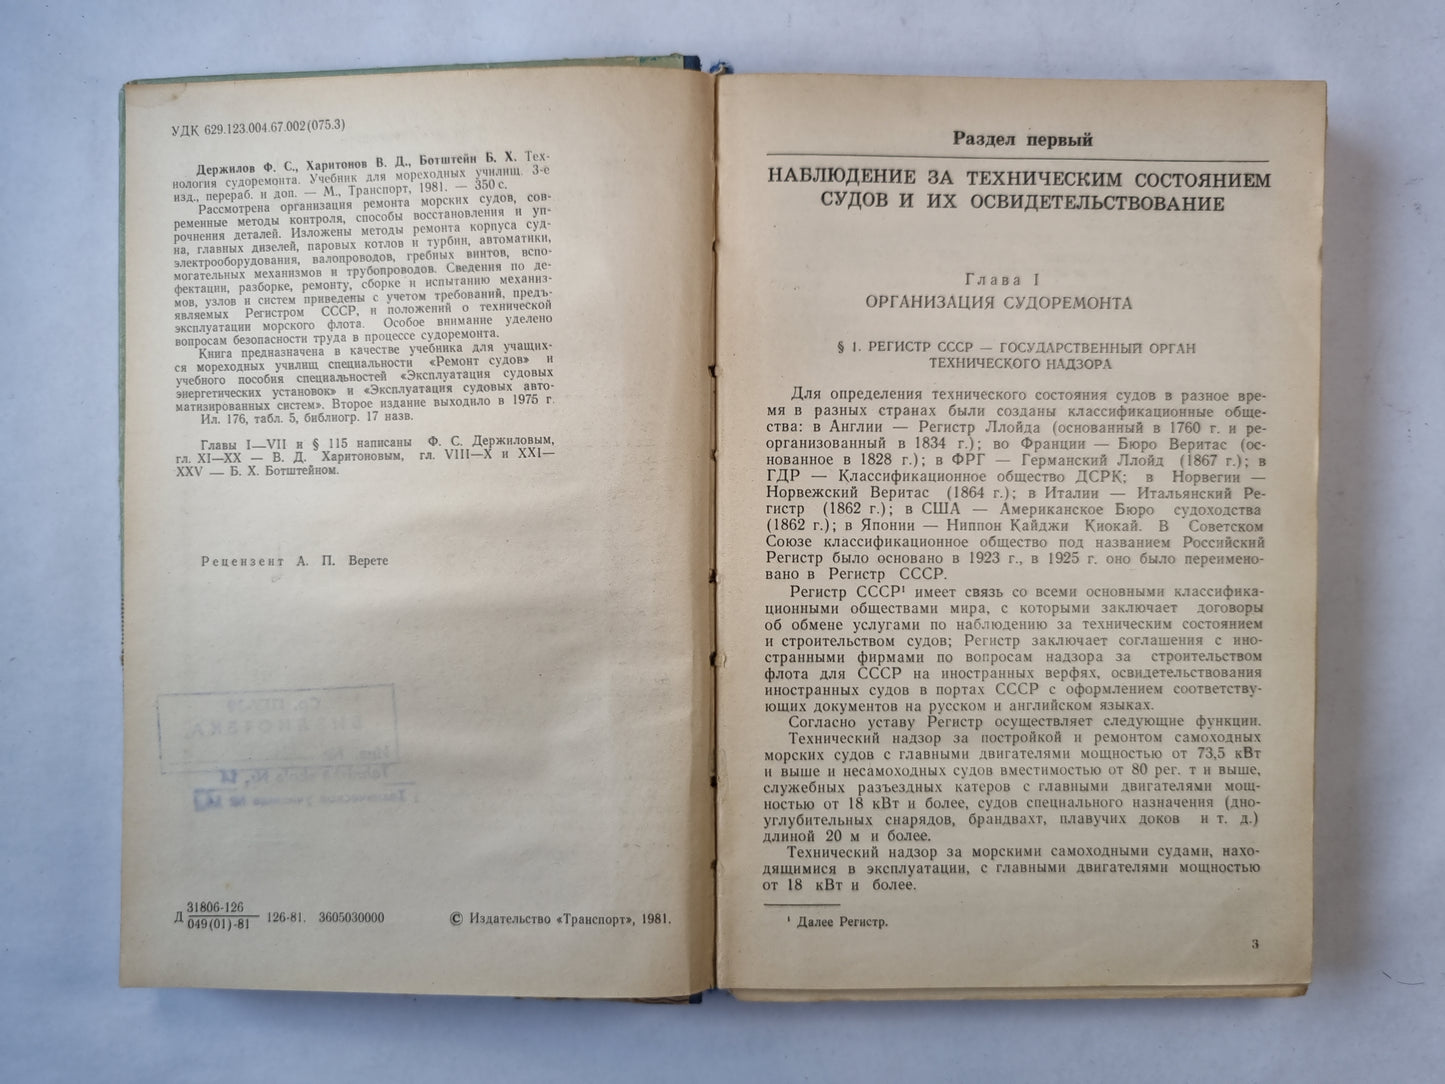 УДК 629.123.004.67.002(075.3)
Держилов Ф. С., Харитонов В. Д., Ботштейн Б. Х. Тех-
нология судоремонта. Учебник для мореходных училищ. 3-е
изд., перераб. и доп. — М., Транспорт, 1981. — 350 с.
Рассмотрена организация ремонта морских судов, сов-
ременные методы контроля, способы восстановления и уп-
рочнения деталей. Изложены методы ремонта корпуса суд-
на, главных дизелей, паровых котлов и турбин, автоматики,
электрооборудования, валопроводов, гребных винтов, вспо-
могательных механизмов и трубопроводов. Сведения по де-
фектации, разборке, ремонту, сборке и испытанию механиз-
мов, узлов и систем приведены с учетом требований, предъ-
являемых Регистром СССР, и положений о технической
эксплуатации морского флота. Особое внимание уделено
вопросам безопасности труда в процессе судоремонта.
Книга предназначена в качестве учебника для учащих-
ся мореходных училищ специальности «Ремонт судов» и
учебного пособия специальностей «Эксплуатация судовых
энергетических установок» и «Эксплуатация судовых авто-
матизированных систем». Второе издание выходило в 1975 г.
Ил. 176, табл. 5, библиогр. 17 назв.
Главы I—VII и § 115 написаны Ф. С. Держиловым,
гл. XI—XX — В. Д. Харитоновым, гл. VIII—X и XXI—
XXV — Б. Х. Ботштейном.
Рецензент А. П. Верете
Д 31806-126
049(01)-81 126-81. 3605030000
© Издательство «Транспорт», 1981.
Раздел первый
НАБЛЮДЕНИЕ ЗА ТЕХНИЧЕСКИМ СОСТОЯНИЕМ
СУДОВ И ИХ ОСВИДЕТЕЛЬСТВОВАНИЕ
Глава I
ОРГАНИЗАЦИЯ СУДОРЕМОНТА
§ 1. РЕГИСТР СССР — ГОСУДАРСТВЕННЫЙ ОРГАН
ТЕХНИЧЕСКОГО НАДЗОРА
Для определения технического состояния судов в разное вре-
мя в разных странах были созданы классификационные обще-
ства: в Англии — Регистр Ллойда (основанный в 1760 г. и ре-
организованный в 1834 г.); во Франции — Бюро Веритас (ос-
нованное в 1828 г.); в ФРГ — Германский Ллойд (1867 г.); в
ГДР — Классификационное общество ДСРК; в Норвегии —
Норвежский Веритас (1864 г.); в Италии — Итальянский Ре-
гистр (1862 г.); в США — Американское Бюро судоходства
(1862 г.); в Японии — Ниппон Кайджи Киокай. В Советском
Союзе классификационное общество под названием Российский
Регистр было основано в 1923 г., в 1925 г. оно было переимено-
вано в Регистр СССР.
Регистр СССР¹ имеет связь со всеми основными классифика-
ционными обществами мира, с которыми заключает договоры
об обмене услугами по наблюдению за техническим состоянием
и строительством судов; Регистр заключает соглашения с ино-
странными фирмами по вопросам надзора за строительством
флота для СССР на иностранных верфях, освидетельствования
иностранных судов в портах СССР с оформлением соответству-
ющих документов на русском и английском языках.
Согласно уставу Регистр осуществляет следующие функции.
Технический надзор за постройкой и ремонтом самоходных
морских судов с главными двигателями мощностью от 73,5 кВт
и выше и несамоходных судов вместимостью от 80 рег. т и выше,
служебных разъездных катеров с главными двигателями мощ-
ностью от 18 кВт и более, судов специального назначения (дно-
углубительных снарядов, брандвахт, плавучих доков и т. д.)
длиной 20 м и более.
Технический надзор за морскими самоходными судами, нахо-
дящимися в эксплуатации, с главными двигателями мощностью
от 18 кВт и более.
¹ Далее Регистр.
3